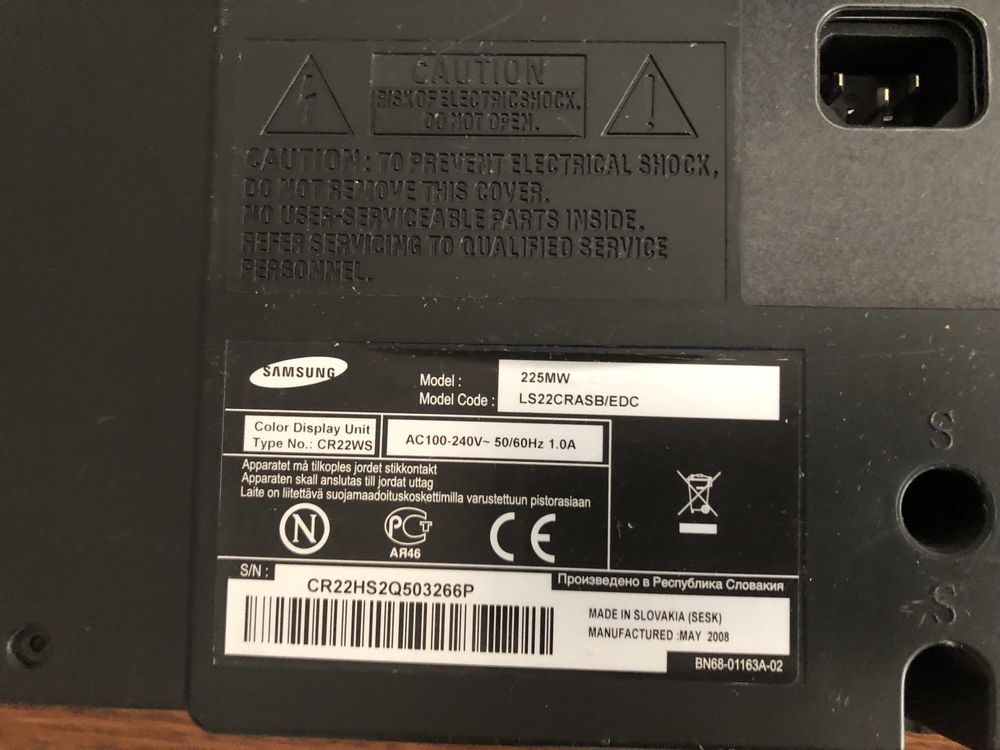 CAUTION
RISK OF ELECTRIC SHOCK.
DO NOT OPEN.
CAUTION: TO PREVENT ELECTRICAL SHOCK,
DO NOT REMOVE THIS COVER.
NO USER-SERVICEABLE PARTS INSIDE.
REFER SERVICING TO QUALIFIED SERVICE
PERSONNEL.
SAMSUNG
Model : 225MW
Model Code : LS22CRASB/EDC
Color Display Unit
Type No.: CR22WS
AC100-240V~ 50/60Hz 1.0A
Apparatet må tilkoples jordet stikkontakt
Apparaten skall anslutas till jordat uttag
Laite on liitettävä suojamaadoituskoskettimilla varustettuun pistorasiaan
N
РСТ
АЯ46
CE
S/N :
CR22HS2Q503266P
Произведено в Республика Словакия
MADE IN SLOVAKIA (SESK)
MANUFACTURED :MAY 2008
BN68-01163A-02
S
S